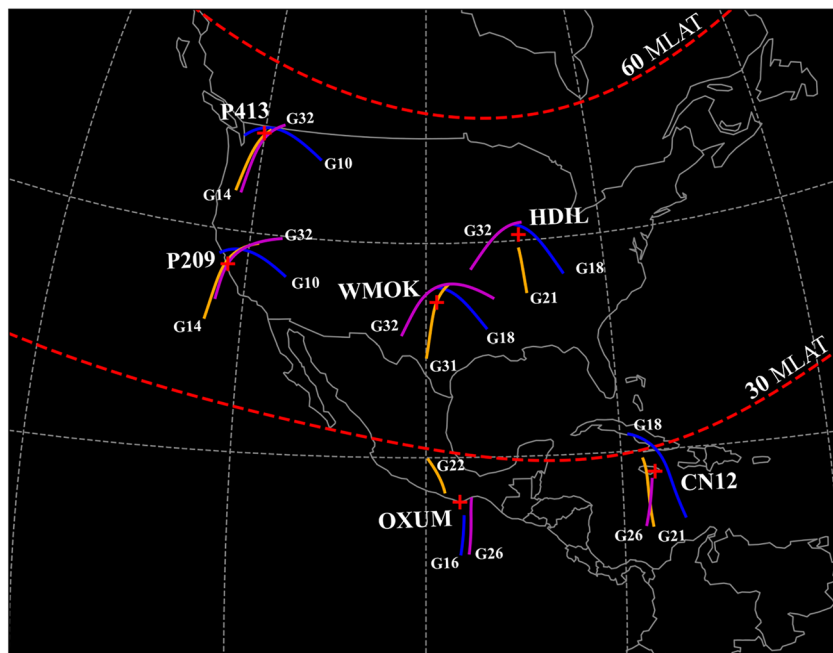 60 MLAT
P413
G32
G10
G14
HDIL
G32
P209
G32
G18
G10
WMOK
G21
G14
G32
G18
G31
30 MLAT
G18
G22
CN12
OXUM
G26
G21
G16
G26